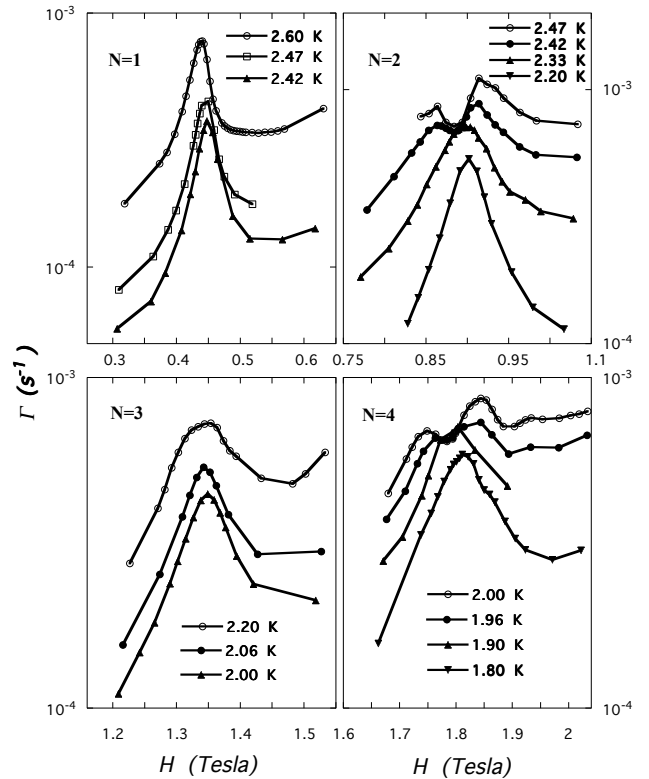 10⁻³
N=1
2.60 K
2.47 K
2.42 K
10⁻⁴
0.3 0.4 0.5 0.6
N=2
2.47 K
2.42 K
2.33 K
2.20 K
10⁻³
10⁻⁴
0.75 0.85 0.95 1.1
Γ (s⁻¹)
10⁻³
N=3
2.20 K
2.06 K
2.00 K
10⁻⁴
1.2 1.3 1.4 1.5
H (Tesla)
10⁻³
N=4
2.00 K
1.96 K
1.90 K
1.80 K
10⁻⁴
1.6 1.7 1.8 1.9 2
H (Tesla)